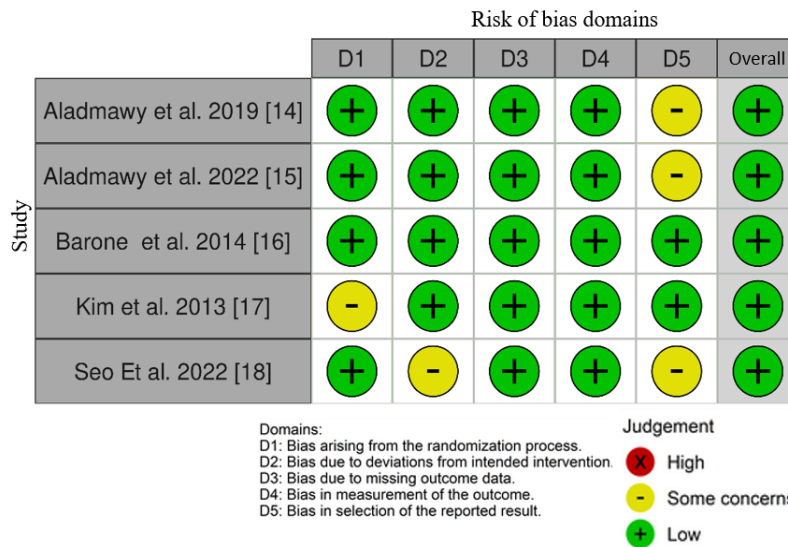 Risk of bias domains
D1 D2 D3 D4 D5 Overall
Study
Aladmawy et al. 2019 [14] + + + + - +
Aladmawy et al. 2022 [15] + + + + - +
Barone et al. 2014 [16] + + + + + +
Kim et al. 2013 [17] - + + + + +
Seo Et al. 2022 [18] + - + + - +
Domains:
D1: Bias arising from the randomization process.
D2: Bias due to deviations from intended intervention.
D3: Bias due to missing outcome data.
D4: Bias in measurement of the outcome.
D5: Bias in selection of the reported result.
Judgement
X High
- Some concerns
+ Low